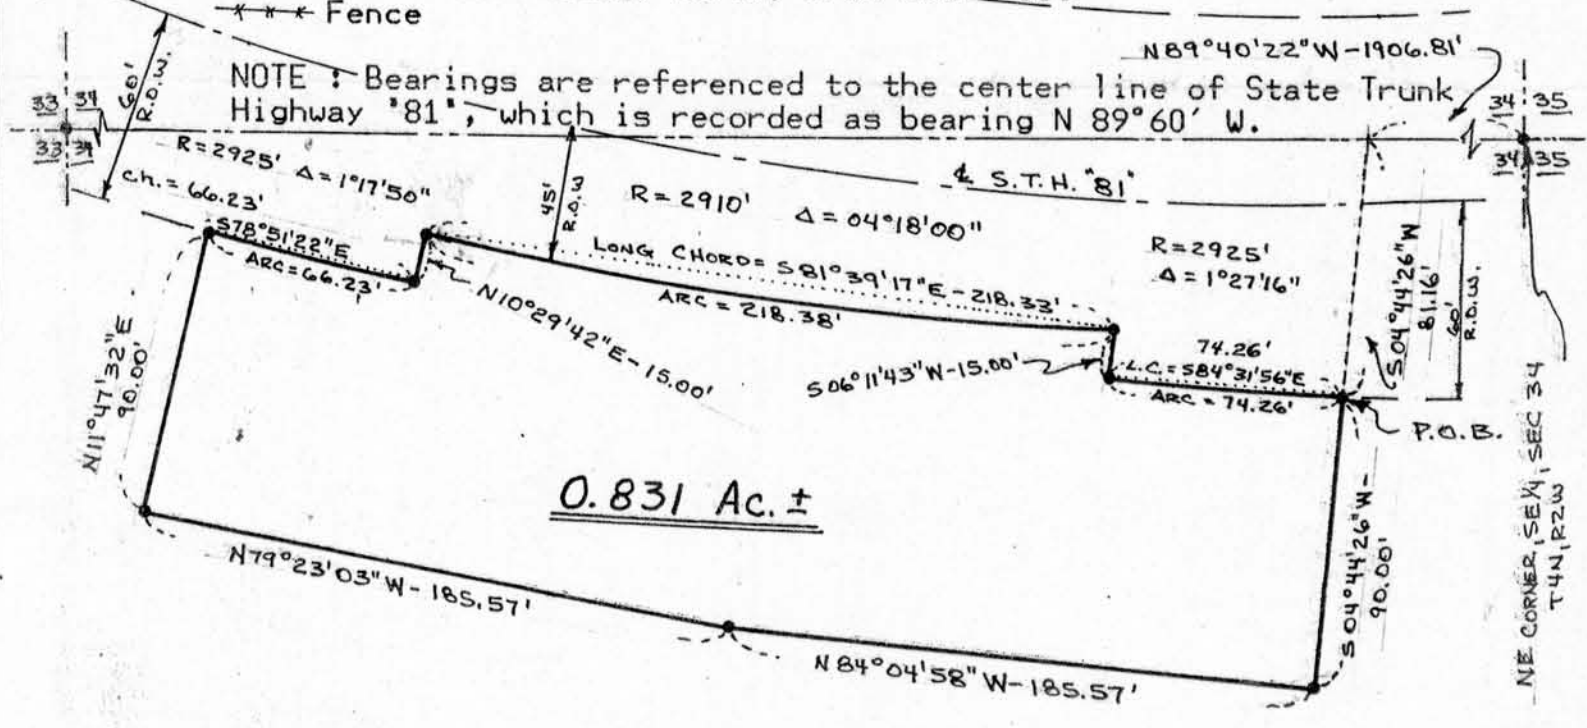 Fence
N89°40'22"W-1906.81'
60'
R.O.W.
NOTE : Bearings are referenced to the center line of State Trunk
Highway "81", which is recorded as bearing N 89°60' W.
33 34
33 34
34 35
34 35
R=2925' Δ=1°17'50"
ch.= 66.23'
S78°51'22"E
ARC=66.23'
45'
R.O.W
R=2910' Δ=04°18'00"
℄ S.T.H. "81"
LONG CHORD= S81°39'17"E-218.33'
ARC = 218.38'
N10°29'42"E-15.00'
R=2925'
Δ=1°27'16"
S04°44'26"W
81.16'
60'
R.O.W.
S06°11'43"W-15.00'
74.26'
L.C.=S84°31'56"E
ARC = 74.26'
P.O.B.
N11°47'32"E
90.00'
0.831 Ac. ±
N79°23'03"W-185.57'
N84°04'58"W-185.57'
S04°44'26"W-
90.00'
NE CORNER, SE¼, SEC 34
T4N, R2W